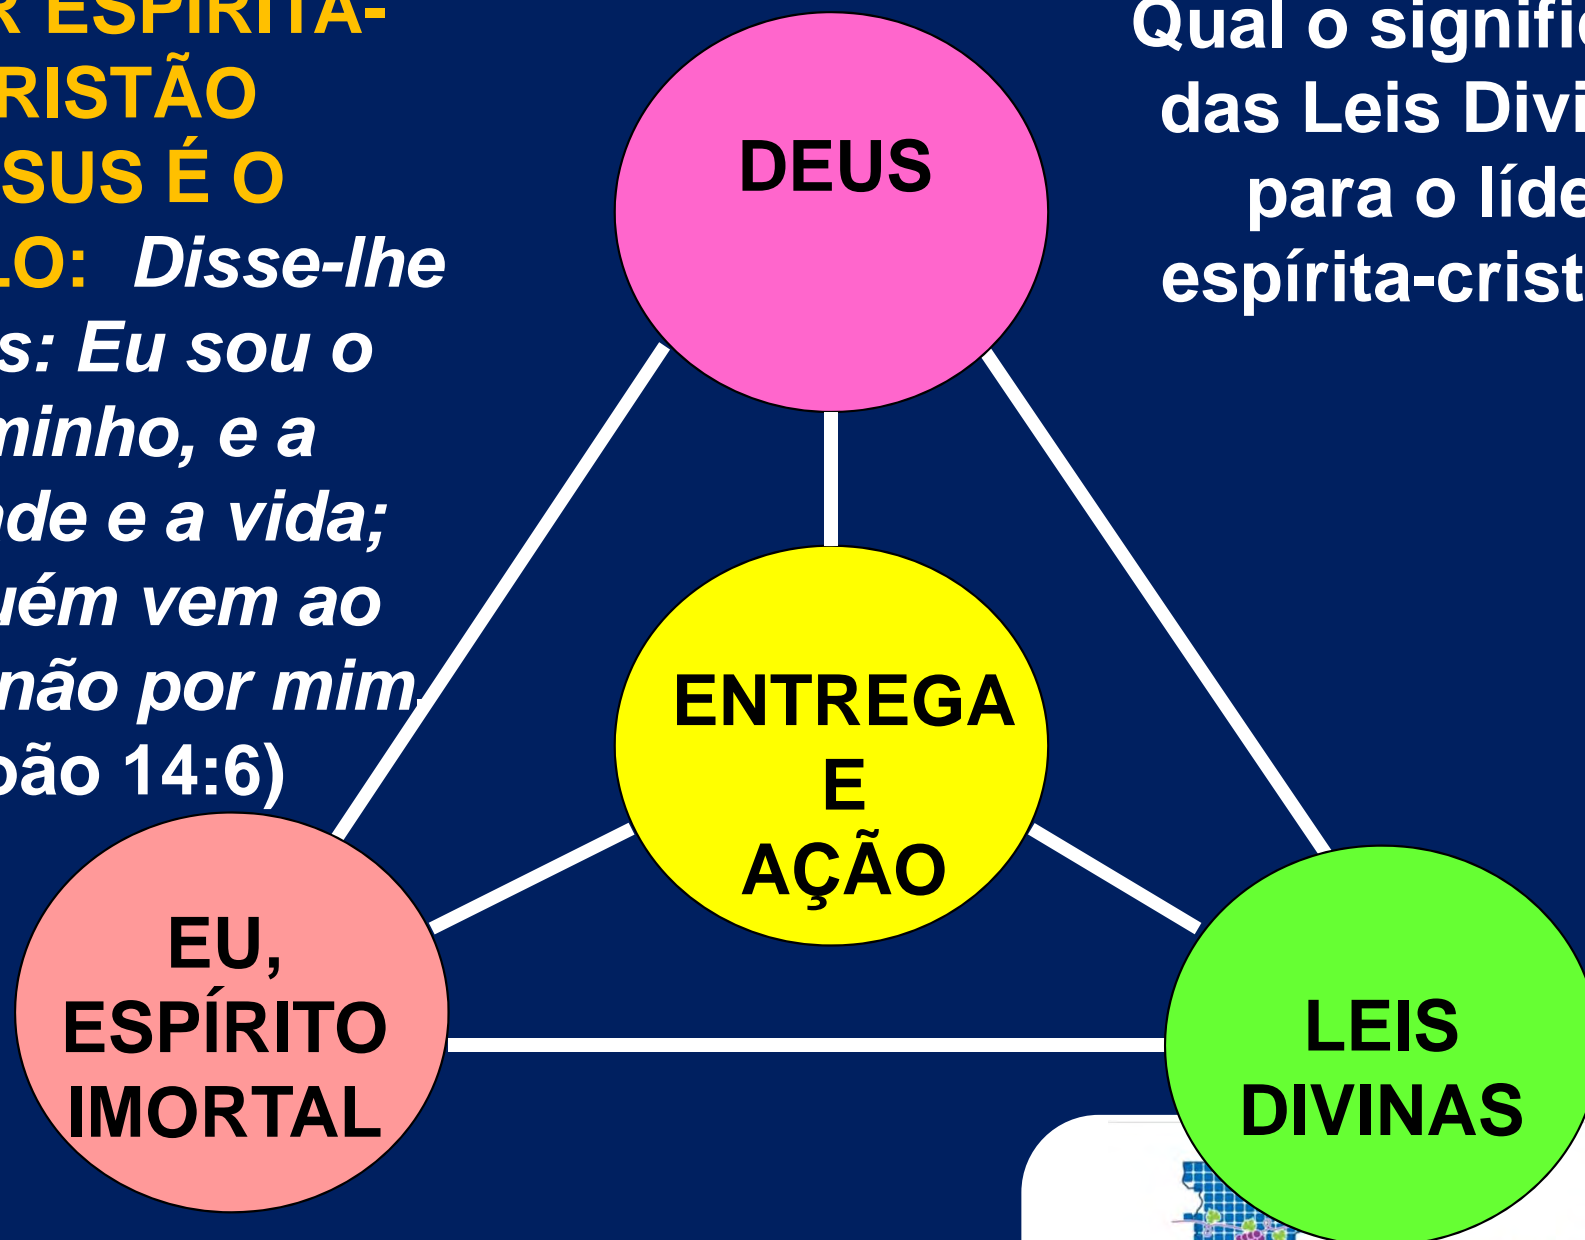 R ESPÍRITA-
RISTÃO
SUS É O
LO: Disse-lhe
s: Eu sou o
minho, e a
de e a vida;
uém vem ao
não por mim.
oão 14:6)
Qual o signific
das Leis Divi
para o líde
espírita-crist
DEUS
ENTREGA
E
AÇÃO
EU,
ESPÍRITO
IMORTAL
LEIS
DIVINAS